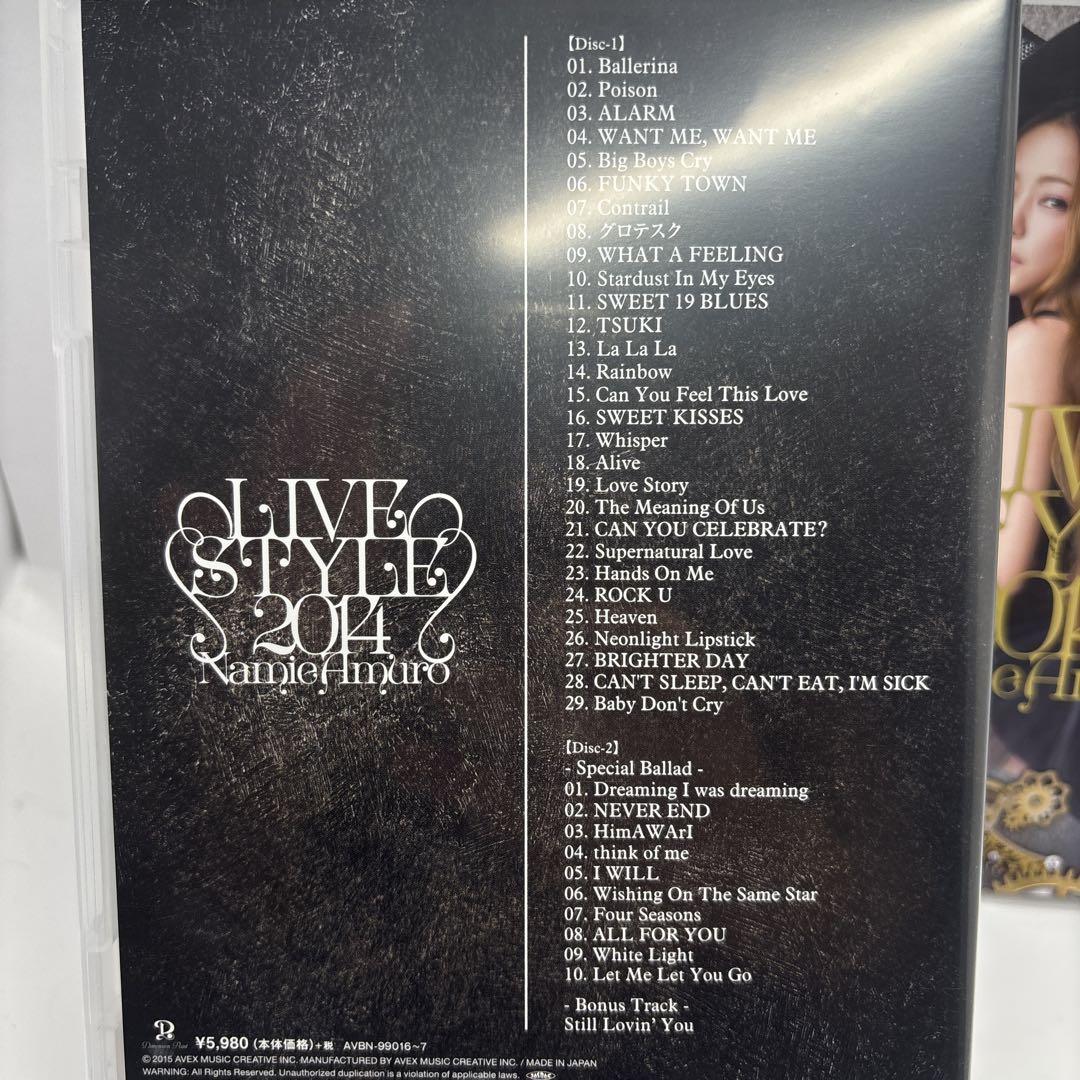 LIVE
STYLE
2014
Namie Amuro
【Disc-1】
01. Ballerina
02. Poison
03. ALARM
04. WANT ME, WANT ME
05. Big Boys Cry
06. FUNKY TOWN
07. Contrail
08. グロテスク
09. WHAT A FEELING
10. Stardust In My Eyes
11. SWEET 19 BLUES
12. TSUKI
13. La La La
14. Rainbow
15. Can You Feel This Love
16. SWEET KISSES
17. Whisper
18. Alive
19. Love Story
20. The Meaning Of Us
21. CAN YOU CELEBRATE?
22. Supernatural Love
23. Hands On Me
24. ROCK U
25. Heaven
26. Neonlight Lipstick
27. BRIGHTER DAY
28. CAN'T SLEEP, CAN'T EAT, I'M SICK
29. Baby Don't Cry
【Disc-2】
- Special Ballad -
01. Dreaming I was dreaming
02. NEVER END
03. HimAWArI
04. think of me
05. I WILL
06. Wishing On The Same Star
07. Four Seasons
08. ALL FOR YOU
09. White Light
10. Let Me Let You Go
- Bonus Track -
Still Lovin' You
Dimension Point
¥5,980 (本体価格)+税 AVBN-99016~7
© 2015 AVEX MUSIC CREATIVE INC. MANUFACTURED BY AVEX MUSIC CREATIVE INC. / MADE IN JAPAN
WARNING: All Rights Reserved. Unauthorized duplication is a violation of applicable laws.